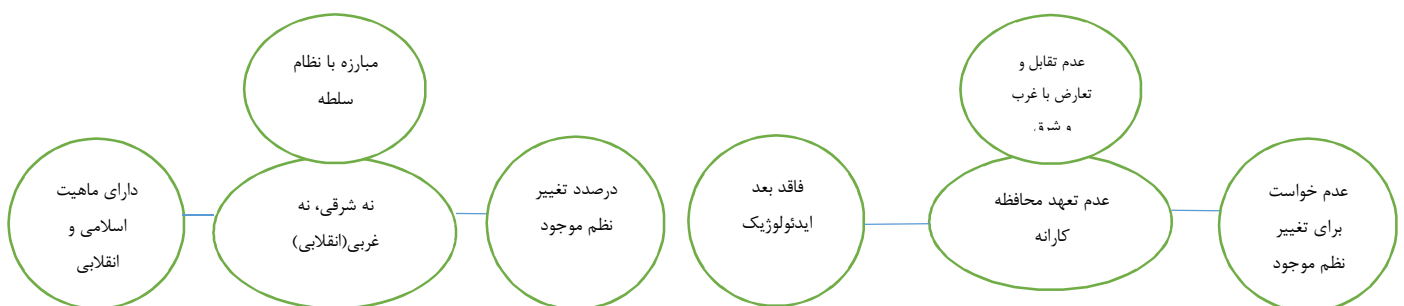 عدم تقابل و
تعارض با غرب
و شرق
عدم خواست
برای تغییر
نظم موجود
عدم تعهد محافظه
کارانه
فاقد بعد
ایدئولوژیک
مبارزه با نظام
سلطه
درصدد تغییر
نظم موجود
نه شرقی، نه
غربی(انقلابی)
دارای ماهیت
اسلامی و
انقلابی